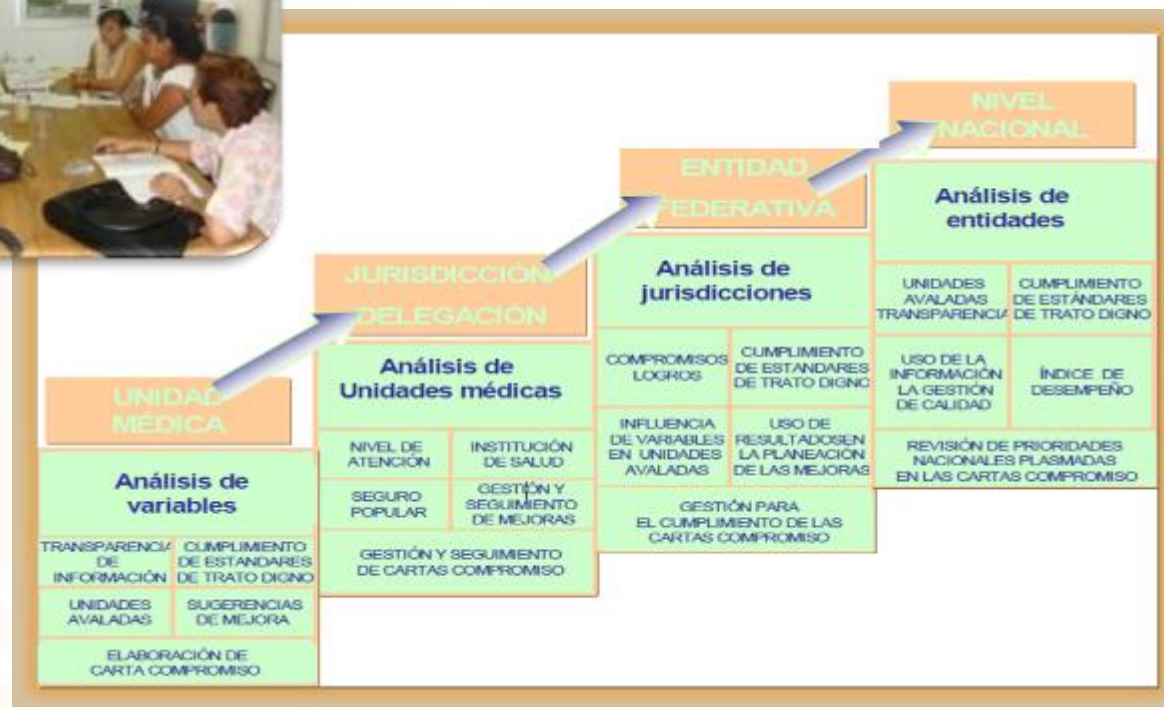 UNIDAD
MÉDICA
Análisis de
variables
TRANSPARENCIA
DE
INFORMACIÓN
CUMPLIMIENTO
DE ESTANDARES
DE TRATO DIGNO
UNIDADES
AVALADAS
SUGERENCIAS
DE MEJORA
ELABORACIÓN DE
CARTA COMPROMISO
JURISDICCIÓN
DELEGACIÓN
Análisis de
Unidades médicas
NIVEL DE
ATENCIÓN
INSTITUCIÓN
DE SALUD
SEGURO
POPULAR
GESTIÓN Y
SEGUIMIENTO
DE MEJORAS
GESTIÓN Y SEGUIMIENTO
DE CARTAS COMPROMISO
ENTIDAD
FEDERATIVA
Análisis de
jurisdicciones
COMPROMISOS
LOGROS
CUMPLIMIENTO
DE ESTANDARES
DE TRATO DIGNO
INFLUENCIA
DE VARIABLES
EN UNIDADES
AVALADAS
USO DE
RESULTADOSEN
LA PLANEACIÓN
DE LAS MEJORAS
GESTIÓN PARA
EL CUMPLIMIENTO DE LAS
CARTAS COMPROMISO
NIVEL
NACIONAL
Análisis de
entidades
UNIDADES
AVALADAS
TRANSPARENCIA
CUMPLIMIENTO
DE ESTÁNDARES
DE TRATO DIGNO
USO DE LA
INFORMACIÓN
LA GESTIÓN
DE CALIDAD
ÍNDICE DE
DESEMPEÑO
REVISIÓN DE PRIORIDADES
NACIONALES PLASMADAS
EN LAS CARTAS COMPROMISO